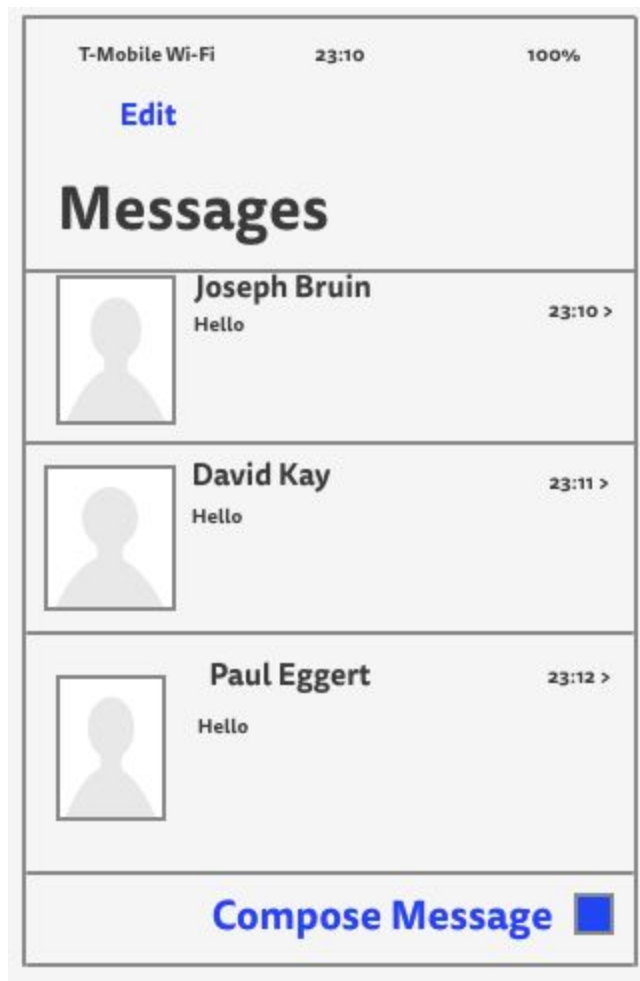 T-Mobile Wi-Fi 23:10 100%
Edit
Messages
Joseph Bruin
Hello
23:10 >
David Kay
Hello
23:11 >
Paul Eggert
Hello
23:12 >
Compose Message